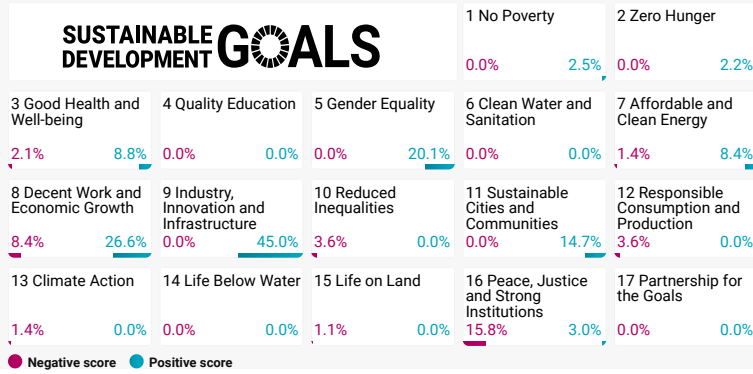 SUSTAINABLE
DEVELOPMENT
GOALS
1 No Poverty
0.0% 2.5%
2 Zero Hunger
0.0% 2.2%
3 Good Health and
Well-being
2.1% 8.8%
4 Quality Education
0.0% 0.0%
5 Gender Equality
0.0% 20.1%
6 Clean Water and
Sanitation
0.0% 0.0%
7 Affordable and
Clean Energy
1.4% 8.4%
8 Decent Work and
Economic Growth
8.4% 26.6%
9 Industry,
Innovation and
Infrastructure
0.0% 45.0%
10 Reduced
Inequalities
3.6% 0.0%
11 Sustainable
Cities and
Communities
0.0% 14.7%
12 Responsible
Consumption and
Production
3.6% 0.0%
13 Climate Action
1.4% 0.0%
14 Life Below Water
0.0% 0.0%
15 Life on Land
1.1% 0.0%
16 Peace, Justice
and Strong
Institutions
15.8% 3.0%
17 Partnership for
the Goals
0.0% 0.0%
Negative score Positive score